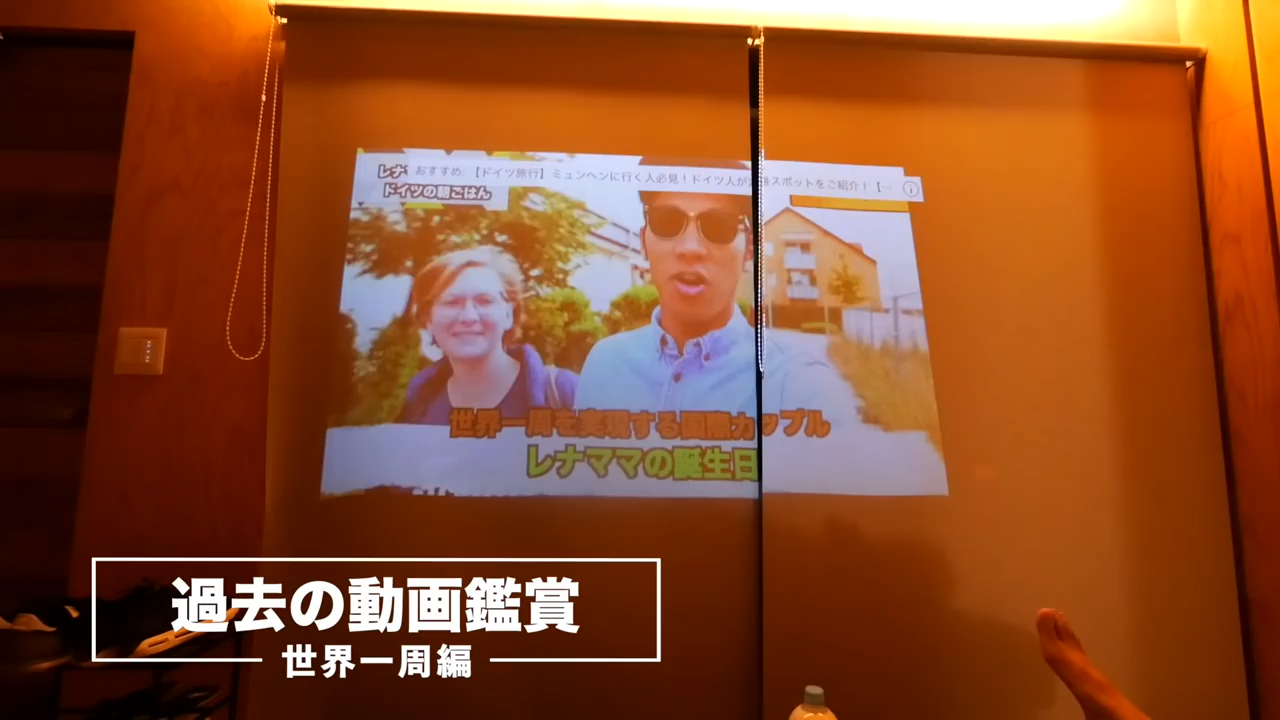 レナ
おすすめ:【ドイツ旅行】ミュンヘンに行く人必見!ドイツ人が スポットをご紹介!【…
ドイツの朝ごはん
世界一周を実現する国際カップル
レナママの誕生日
過去の動画鑑賞
世界一周編